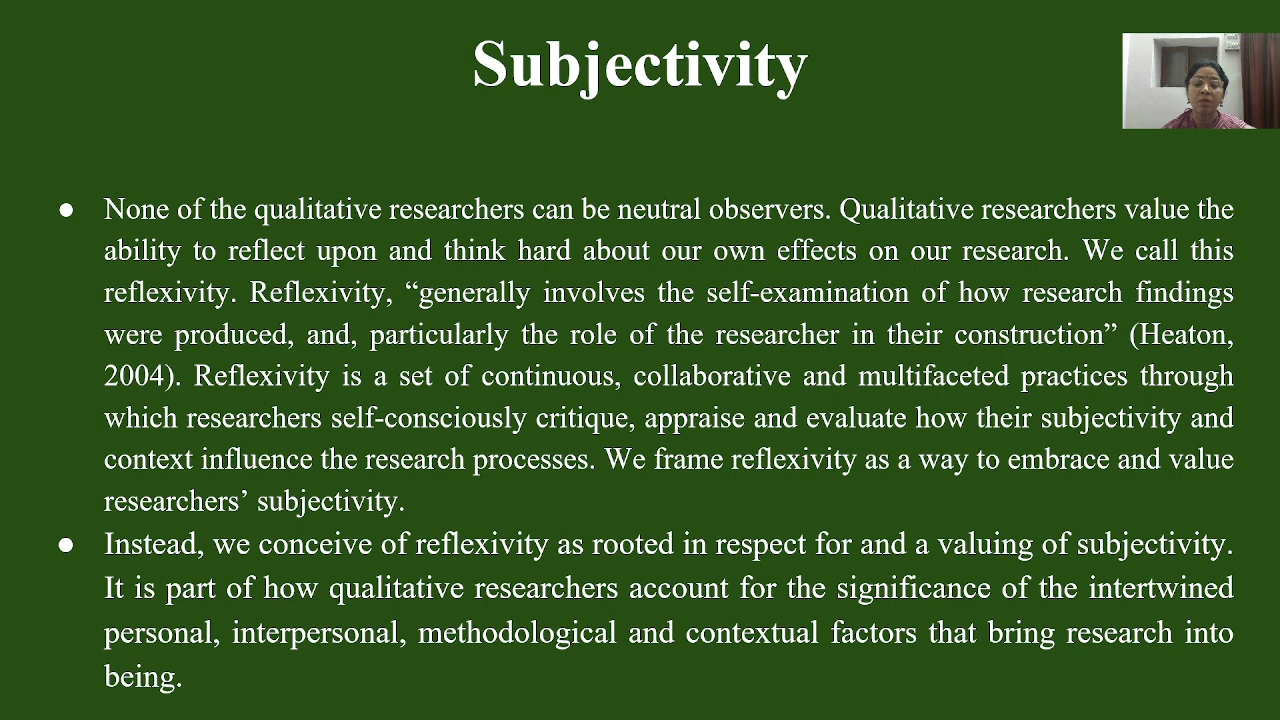 Subjectivity
● None of the qualitative researchers can be neutral observers. Qualitative researchers value the
ability to reflect upon and think hard about our own effects on our research. We call this
reflexivity. Reflexivity, “generally involves the self-examination of how research findings
were produced, and, particularly the role of the researcher in their construction” (Heaton,
2004). Reflexivity is a set of continuous, collaborative and multifaceted practices through
which researchers self-consciously critique, appraise and evaluate how their subjectivity and
context influence the research processes. We frame reflexivity as a way to embrace and value
researchers’ subjectivity.
● Instead, we conceive of reflexivity as rooted in respect for and a valuing of subjectivity.
It is part of how qualitative researchers account for the significance of the intertwined
personal, interpersonal, methodological and contextual factors that bring research into
being.